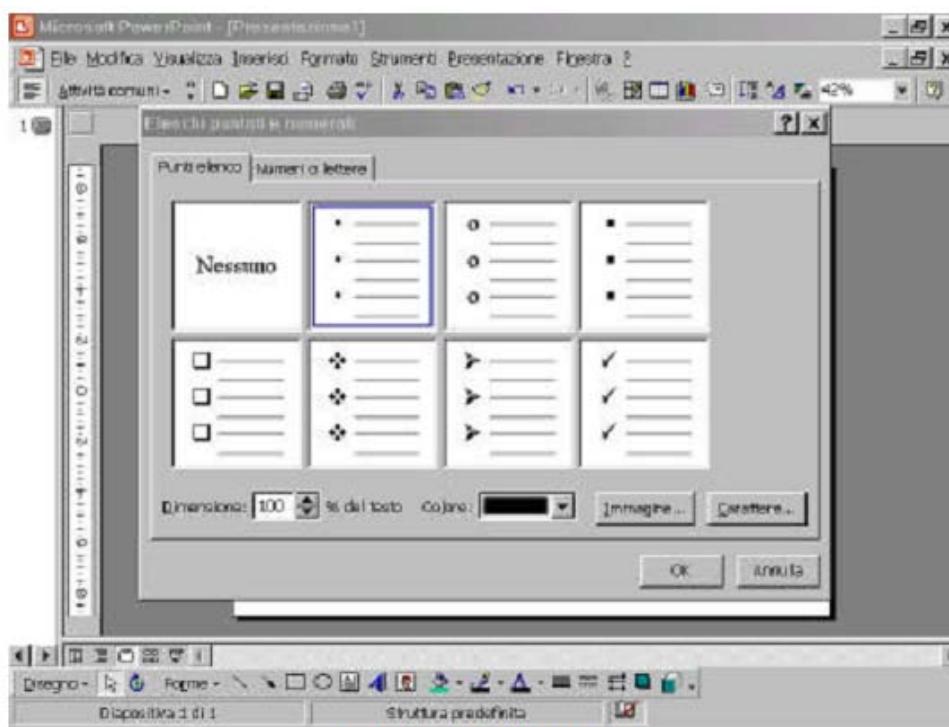 Microsoft PowerPoint - [Presentazione1]
File Modifica Visualizza Inserisci Formato Strumenti Presentazione Finestra ?
Attività comuni
42%
1
Elenchi puntati e numerati
Punti elenco Numeri o lettere
Nessuno
Dimensione: 100 % del testo Colore: Immagine... Carattere...
OK Annulla
Disegno Forme
Diapositiva 1 di 1 Struttura predefinita